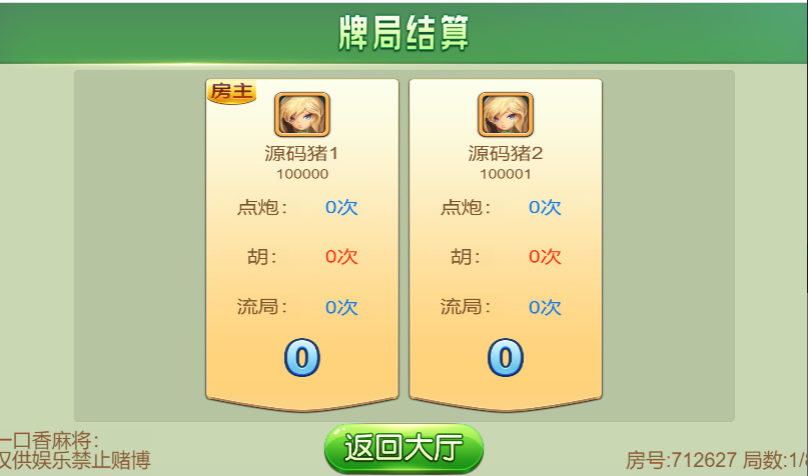 牌局结算
房主
源码猪1
100000
点炮: 0次
胡: 0次
流局: 0次
0
源码猪2
100001
点炮: 0次
胡: 0次
流局: 0次
0
一口香麻将:
仅供娱乐禁止赌博
返回大厅
房号:712627 局数:1/